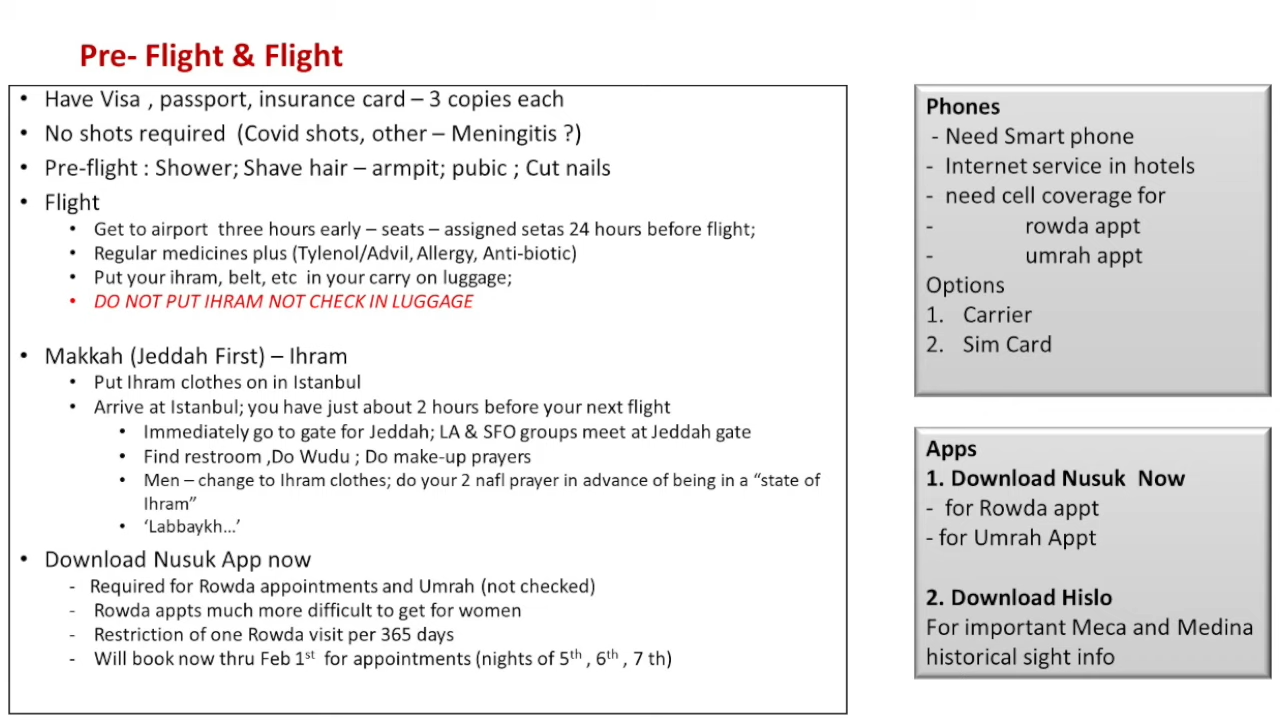 Pre- Flight & Flight
• Have Visa , passport, insurance card – 3 copies each
• No shots required (Covid shots, other – Meningitis ?)
• Pre-flight : Shower; Shave hair – armpit; pubic ; Cut nails
• Flight
• Get to airport three hours early – seats – assigned setas 24 hours before flight;
• Regular medicines plus (Tylenol/Advil, Allergy, Anti-biotic)
• Put your ihram, belt, etc in your carry on luggage;
• DO NOT PUT IHRAM NOT CHECK IN LUGGAGE
• Makkah (Jeddah First) – Ihram
• Put Ihram clothes on in Istanbul
• Arrive at Istanbul; you have just about 2 hours before your next flight
• Immediately go to gate for Jeddah; LA & SFO groups meet at Jeddah gate
• Find restroom ,Do Wudu ; Do make-up prayers
• Men – change to Ihram clothes; do your 2 nafl prayer in advance of being in a “state of
Ihram”
• ‘Labbaykh…’
• Download Nusuk App now
- Required for Rowda appointments and Umrah (not checked)
- Rowda appts much more difficult to get for women
- Restriction of one Rowda visit per 365 days
- Will book now thru Feb 1st for appointments (nights of 5th , 6th , 7 th)
Phones
- Need Smart phone
- Internet service in hotels
- need cell coverage for
- rowda appt
- umrah appt
Options
1. Carrier
2. Sim Card
Apps
1. Download Nusuk Now
- for Rowda appt
- for Umrah Appt
2. Download Hislo
For important Meca and Medina
historical sight info